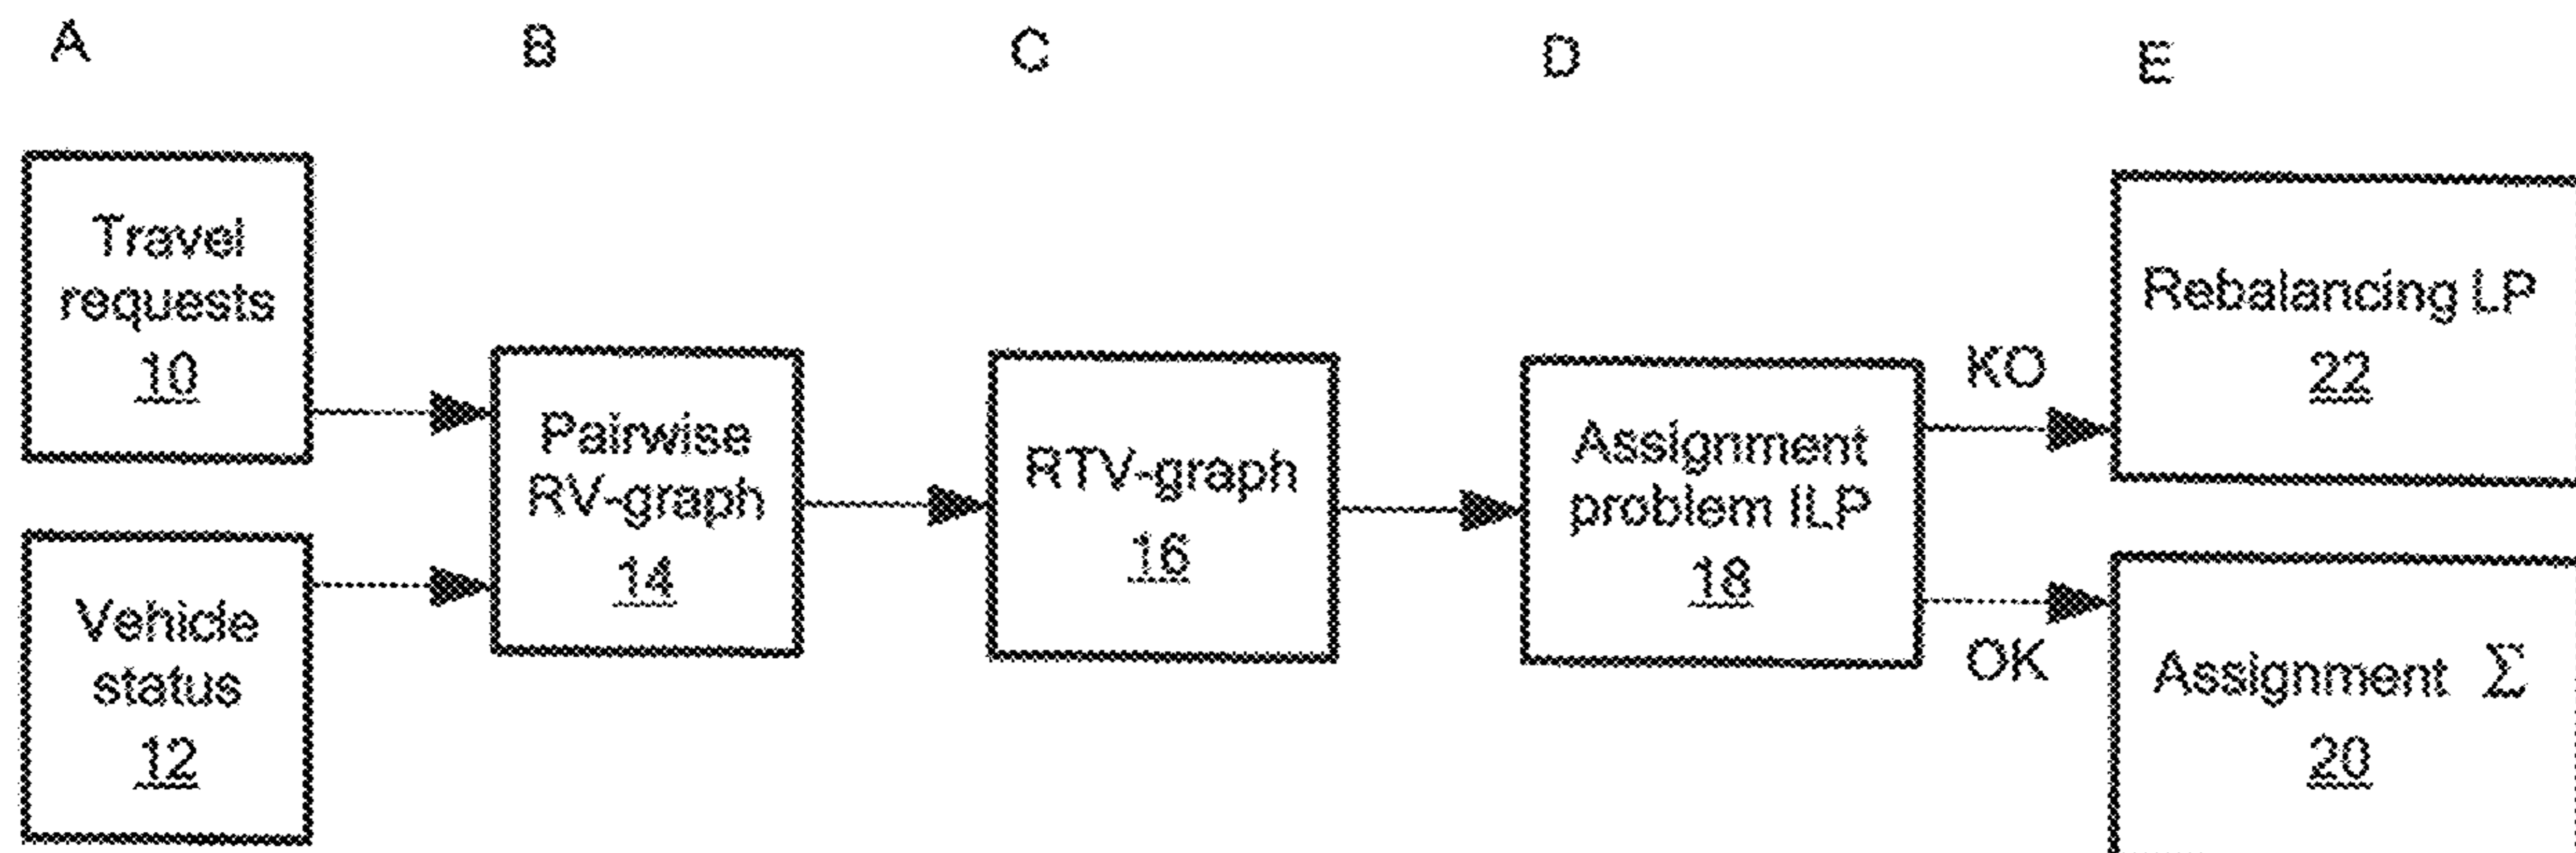 A
B
C
D
E
Travel
requests
10
Vehicle
status
12
Pairwise
RV-graph
14
RTV-graph
16
Assignment
problem ILP
18
KO
OK
Rebalancing LP
22
Assignment Σ
20